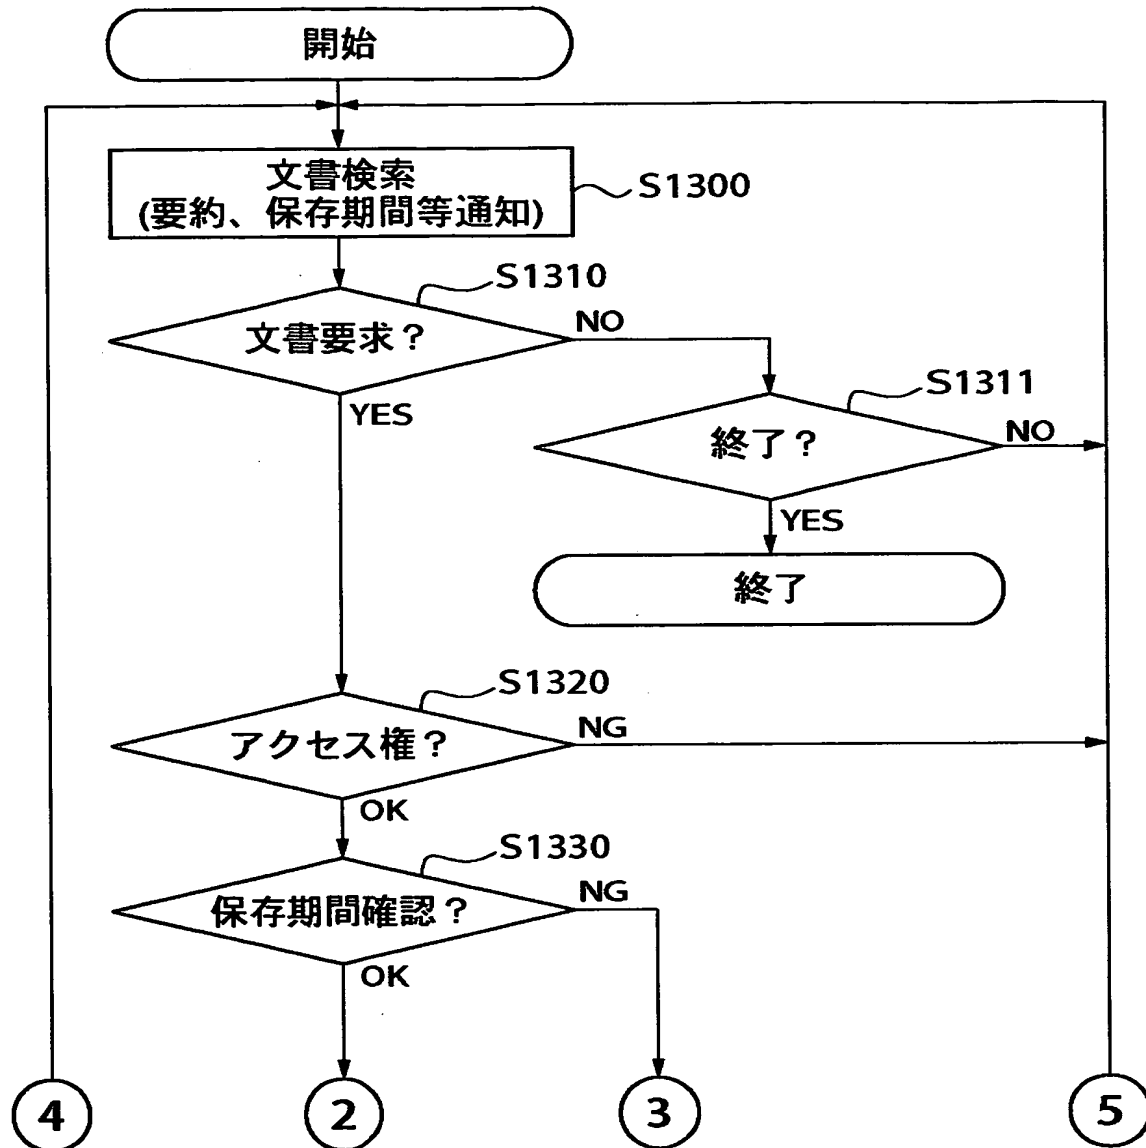 開始
文書検索
(要約、保存期間等通知)
S1300
S1310
文書要求？
NO
YES
S1311
終了？
NO
YES
終了
S1320
アクセス権？
NG
OK
S1330
保存期間確認？
NG
OK
4
2
3
5